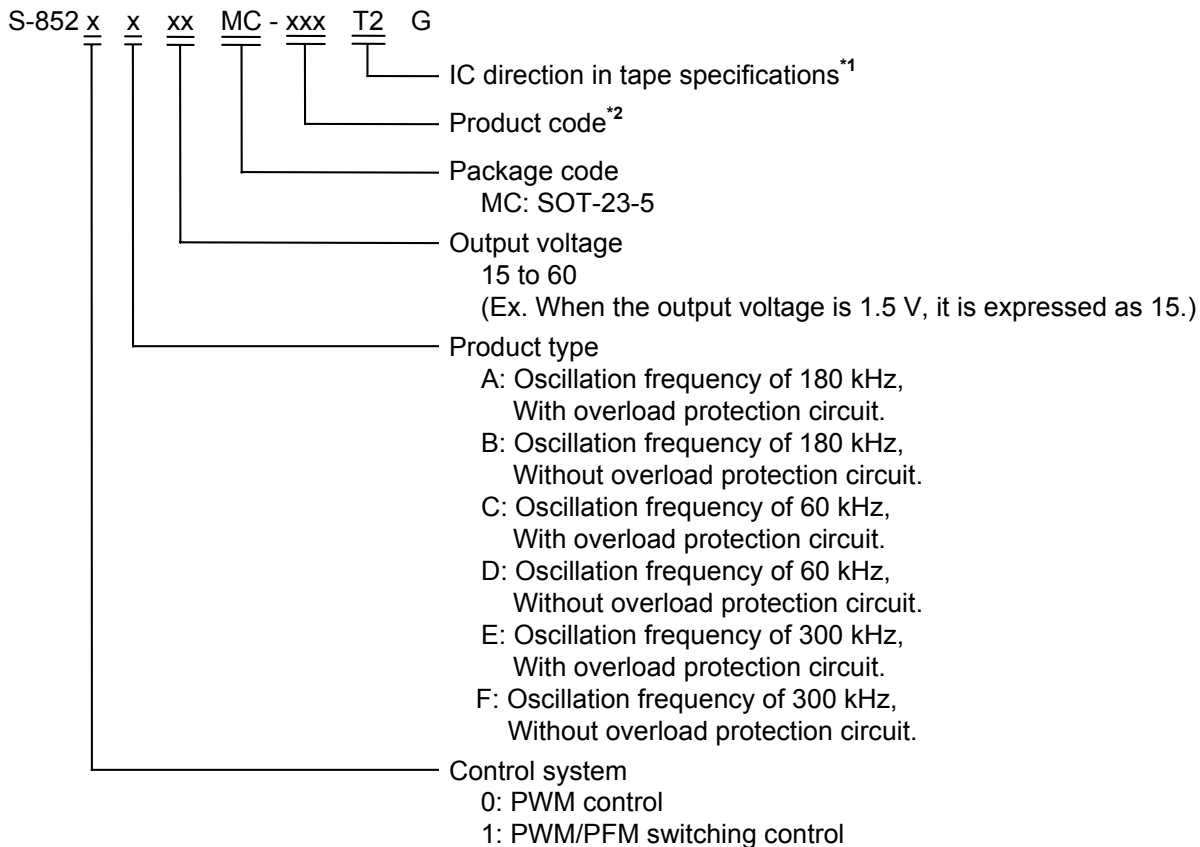 S-852 x x xx MC - xxx T2 G
IC direction in tape specifications*1
Product code*2
Package code
MC: SOT-23-5
Output voltage
15 to 60
(Ex. When the output voltage is 1.5 V, it is expressed as 15.)
Product type
A: Oscillation frequency of 180 kHz,
With overload protection circuit.
B: Oscillation frequency of 180 kHz,
Without overload protection circuit.
C: Oscillation frequency of 60 kHz,
With overload protection circuit.
D: Oscillation frequency of 60 kHz,
Without overload protection circuit.
E: Oscillation frequency of 300 kHz,
With overload protection circuit.
F: Oscillation frequency of 300 kHz,
Without overload protection circuit.
Control system
0: PWM control
1: PWM/PFM switching control